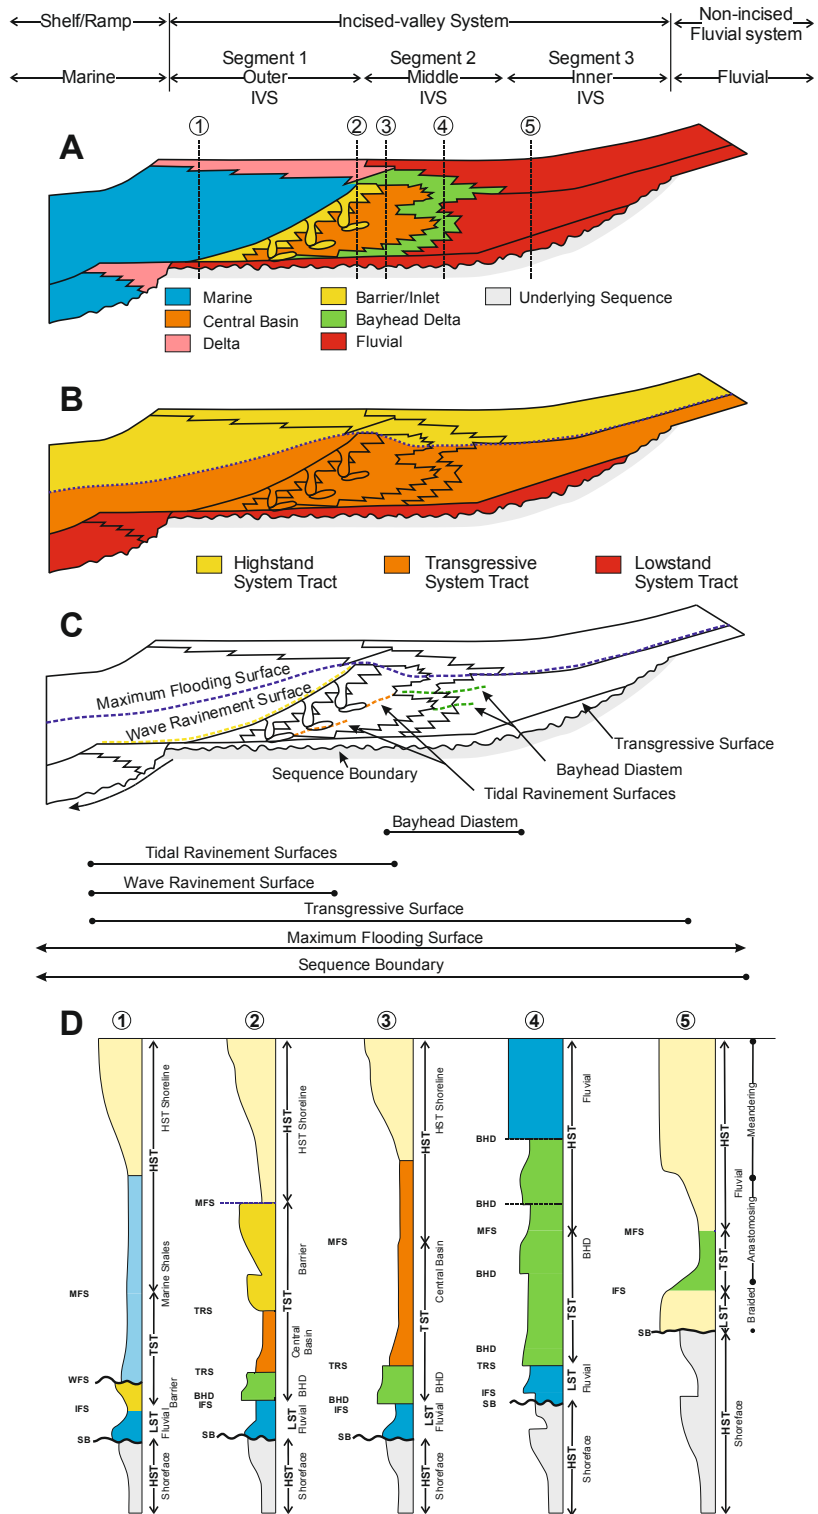 Shelf/Ramp
Incised-valley System
Non-incised
Fluvial system
Segment 1
Segment 2
Segment 3
Marine
Outer
Middle
Inner
Fluvial
IVS
IVS
IVS
1
2
3
4
5
A
Marine
Barrier/Inlet
Underlying Sequence
Central Basin
Bayhead Delta
Delta
Fluvial
B
Highstand
System Tract
Transgressive
System Tract
Lowstand
System Tract
C
Maximum Flooding Surface
Wave Ravinement Surface
Transgressive Surface
Sequence Boundary
Bayhead Diastem
Tidal Ravinement Surfaces
Bayhead Diastem
Tidal Ravinement Surfaces
Wave Ravinement Surface
Transgressive Surface
Maximum Flooding Surface
Sequence Boundary
D
1
HST Shoreline
HST
Marine Shales
MFS
TST
WFS
Barrier
IFS
LST
Fluvial
SB
HST
Shoreface
2
HST Shoreline
HST
MFS
Barrier
TST
TRS
Central
Basin
TRS
BHD
BHD
IFS
LST
Fluvial
SB
HST
Shoreface
3
HST Shoreline
HST
MFS
Central Basin
TST
TRS
BHD
BHD
IFS
LST
Fluvial
SB
HST
Shoreface
4
Fluvial
HST
BHD
BHD
MFS
BHD
BHD
TST
BHD
TRS
IFS
LST
Fluvial
SB
HST
Shoreface
5
Meandering
HST
Fluvial
MFS
Anastomosing
TST
IFS
LST
Braided
SB
HST
Shoreface